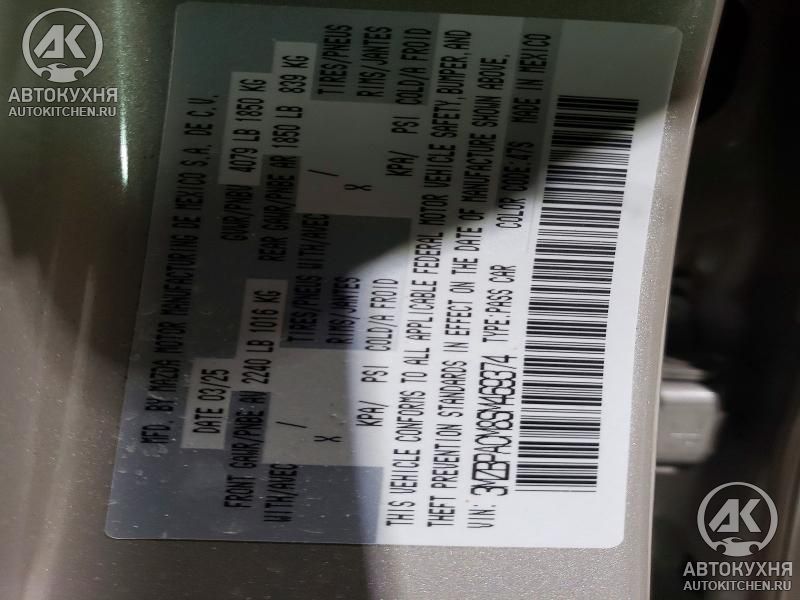 MFD. BY MAZDA MOTOR MANUFACTURING DE MEXICO S.A. DE C.V.
DATE 03/25 GVWR/PNBV 4079 LB 1850 KG
FRONT GAWR/PNBE AV 2240 LB 1016 KG REAR GAWR/PNBE AR 1850 LB 839 KG
WITH/AVEC / TIRES/PNEUS WITH/AVEC / TIRES/PNEUS
X RIMS/JANTES X RIMS/JANTES
KPA/ PSI COLD/A FROID KPA/ PSI COLD/A FROID
THIS VEHICLE CONFORMS TO ALL APPLICABLE FEDERAL MOTOR VEHICLE SAFETY, BUMPER, AND
THEFT PREVENTION STANDARDS IN EFFECT ON THE DATE OF MANUFACTURE SHOWN ABOVE.
VIN: 3MZBPACM8SM469374 TYPE:PASS CAR COLOR CODE:47S MADE IN MEXICO
АК
АВТОКУХНЯ
AUTOKITCHEN.RU
АК
АВТОКУХНЯ
AUTOKITCHEN.RU